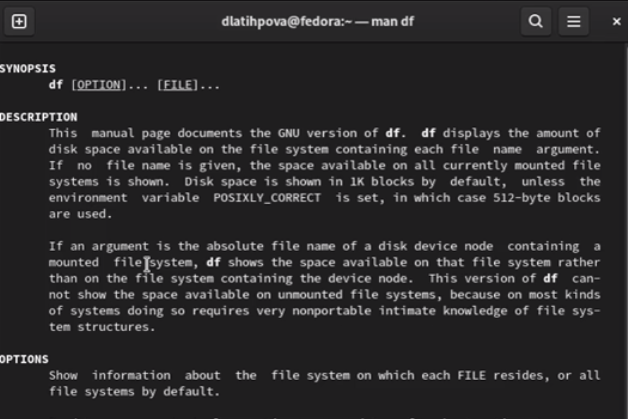 dlatihpova@fedora:~ — man df
SYNOPSIS
df [OPTION]... [FILE]...
DESCRIPTION
This manual page documents the GNU version of df. df displays the amount of
disk space available on the file system containing each file name argument.
If no file name is given, the space available on all currently mounted file
systems is shown. Disk space is shown in 1K blocks by default, unless the
environment variable POSIXLY_CORRECT is set, in which case 512-byte blocks
are used.
If an argument is the absolute file name of a disk device node containing a
mounted file system, df shows the space available on that file system rather
than on the file system containing the device node. This version of df can-
not show the space available on unmounted file systems, because on most kinds
of systems doing so requires very nonportable intimate knowledge of file sys-
tem structures.
OPTIONS
Show information about the file system on which each FILE resides, or all
file systems by default.